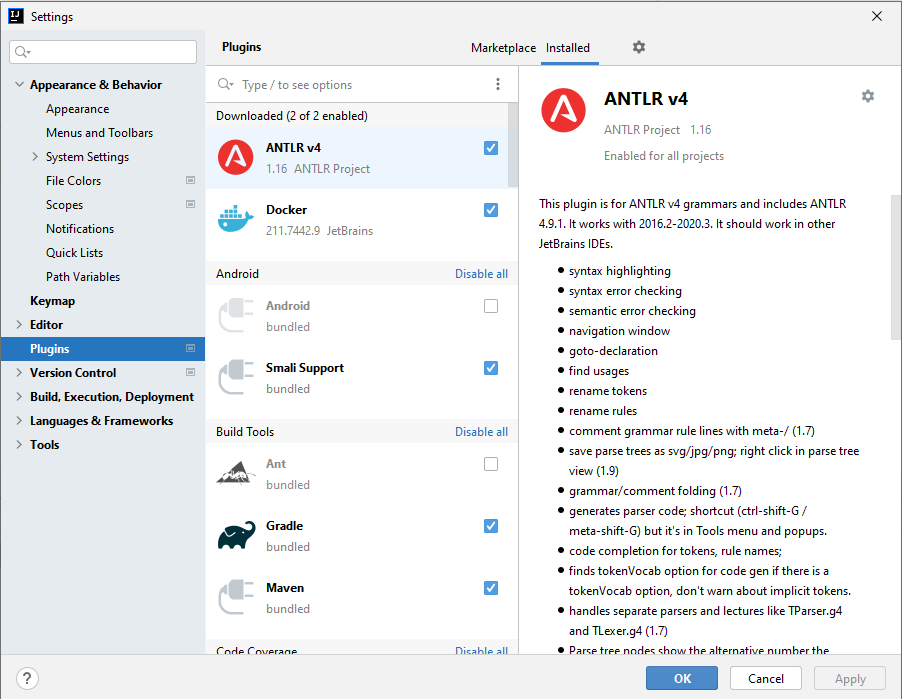 Settings
Appearance & Behavior
Appearance
Menus and Toolbars
System Settings
File Colors
Scopes
Notifications
Quick Lists
Path Variables
Keymap
Editor
Plugins
Version Control
Build, Execution, Deployment
Languages & Frameworks
Tools
Plugins
Marketplace
Installed
Type / to see options
Downloaded (2 of 2 enabled)
ANTLR v4
1.16 ANTLR Project
Docker
211.7442.9 JetBrains
Android
Disable all
Android
bundled
Smali Support
bundled
Build Tools
Disable all
Ant
bundled
Gradle
bundled
Maven
bundled
Code Coverage
Disable all
ANTLR v4
ANTLR Project 1.16
Enabled for all projects
This plugin is for ANTLR v4 grammars and includes ANTLR
4.9.1. It works with 2016.2-2020.3. It should work in other
JetBrains IDEs.
• syntax highlighting
• syntax error checking
• semantic error checking
• navigation window
• goto-declaration
• find usages
• rename tokens
• rename rules
• comment grammar rule lines with meta-/ (1.7)
• save parse trees as svg/jpg/png; right click in parse tree
view (1.9)
• grammar/comment folding (1.7)
• generates parser code; shortcut (ctrl-shift-G /
meta-shift-G) but it's in Tools menu and popups.
• code completion for tokens, rule names;
• finds tokenVocab option for code gen if there is a
tokenVocab option, don't warn about implicit tokens.
• handles separate parsers and lectures like TParser.g4
and TLexer.g4 (1.7)
• Parse tree nodes show the alternative number the
?
OK
Cancel
Apply